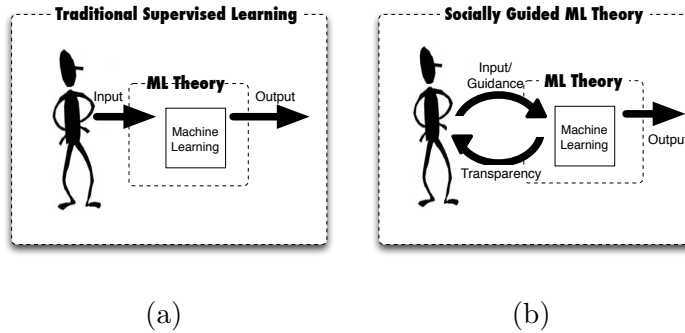 Traditional Supervised Learning
ML Theory
Input
Output
Machine
Learning
(a)
Socially Guided ML Theory
Input/
Guidance
ML Theory
Machine
Learning
Output
Transparency
(b)